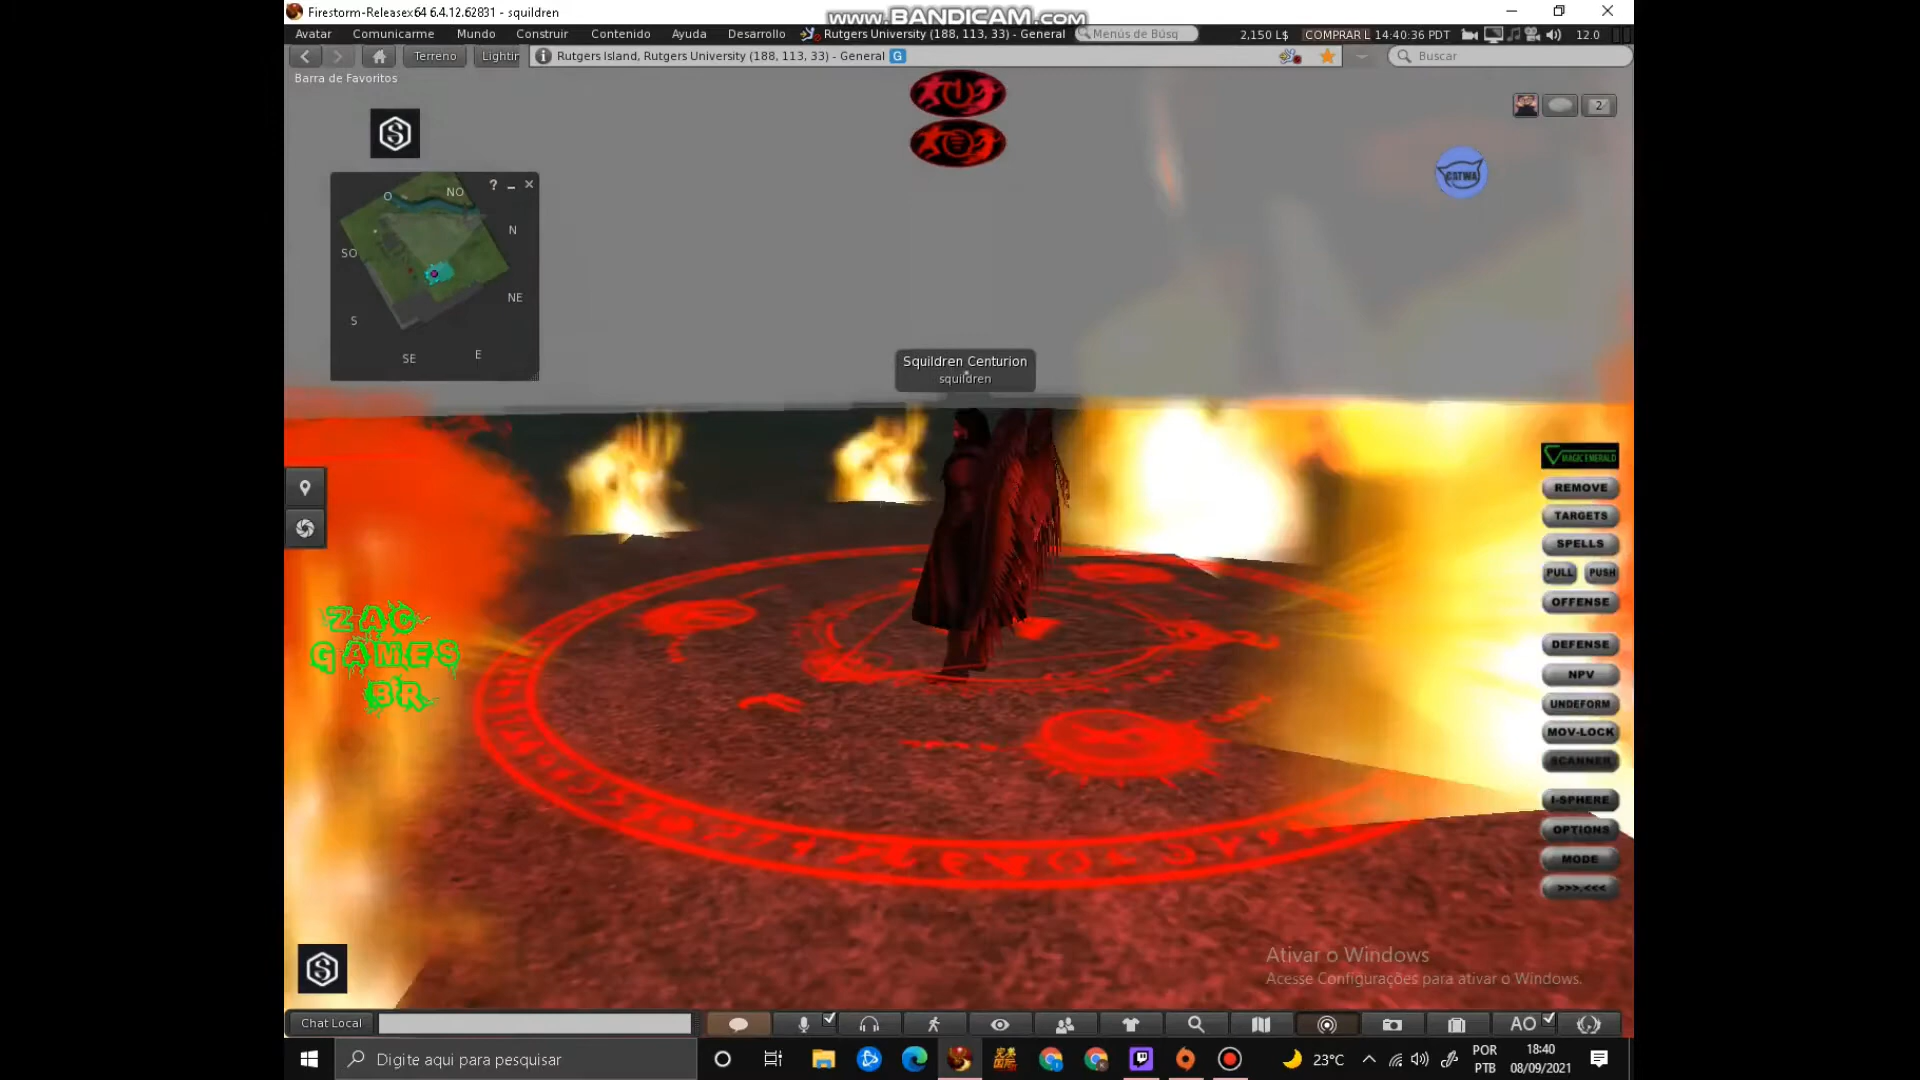 Firestorm-Releasex64 6.4.12.62831 - squildren
www.BANDICAM.com
Avatar Comunicarme Mundo Construir Contenido Ayuda Desarrollo Rutgers University (188, 113, 33) - General Menús de Búsq 2,150 L$ COMPRAR L 14:40:36 PDT 12.0
Terreno Lightir Rutgers Island, Rutgers University (188, 113, 33) - General G Buscar
Barra de Favoritos
2
CATWA
?
O NO
N
SO
NE
S
SE E
Squildren Centurion
squildren
MAGIC EMERALD
REMOVE
TARGETS
SPELLS
PULL PUSH
OFFENSE
DEFENSE
NPV
UNDEFORM
MOV-LOCK
SCANNER
I-SPHERE
OPTIONS
MODE
>>>.<<<
ZAC
GAMES
BR
Ativar o Windows
Acesse Configurações para ativar o Windows.
Chat Local AO
Digite aqui para pesquisar 23°C POR 18:40
PTB 08/09/2021